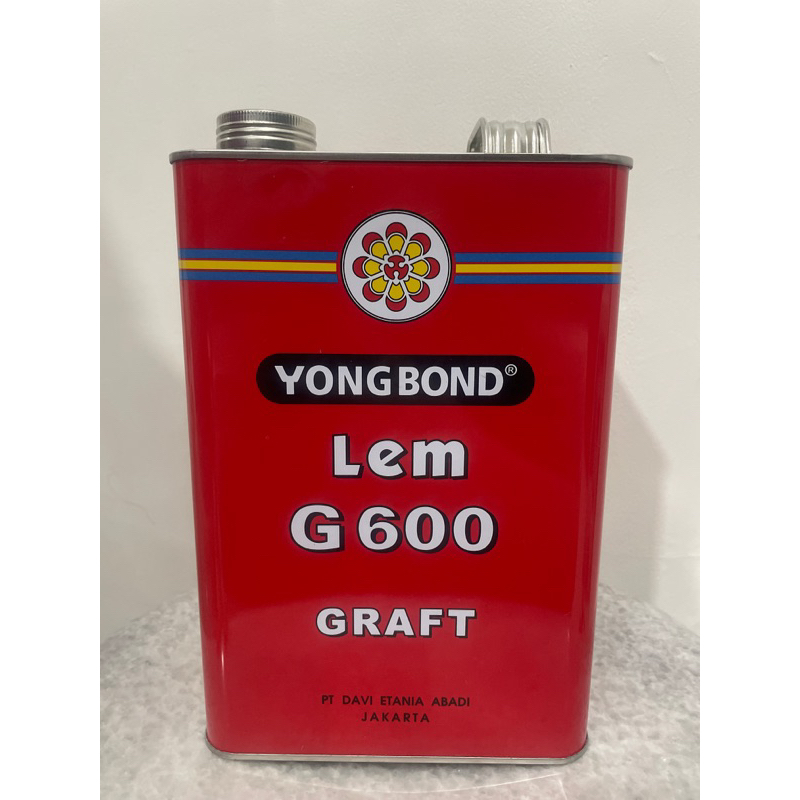 YONGBOND®
Lem
G 600
GRAFT
PT DAVI ETANIA ABADI
JAKARTA